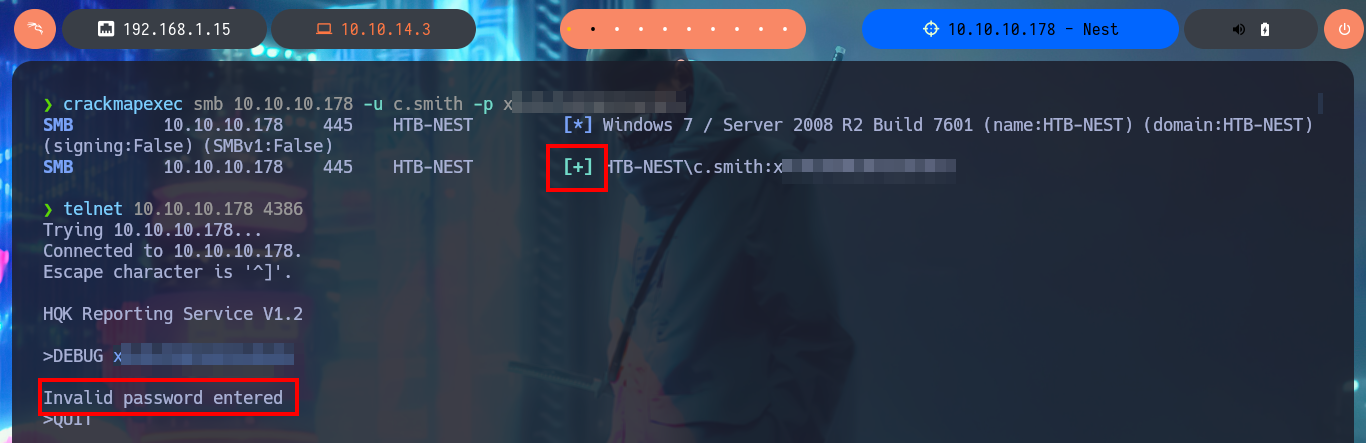 192.168.1.15 10.10.14.3 10.10.10.178 - Nest
❯ crackmapexec smb 10.10.10.178 -u c.smith -p x
SMB 10.10.10.178 445 HTB-NEST [*] Windows 7 / Server 2008 R2 Build 7601 (name:HTB-NEST) (domain:HTB-NEST)
(signing:False) (SMBv1:False)
SMB 10.10.10.178 445 HTB-NEST [+] HTB-NEST\c.smith:x
❯ telnet 10.10.10.178 4386
Trying 10.10.10.178...
Connected to 10.10.10.178.
Escape character is '^]'.
HQK Reporting Service V1.2
>DEBUG x
Invalid password entered
>QUIT